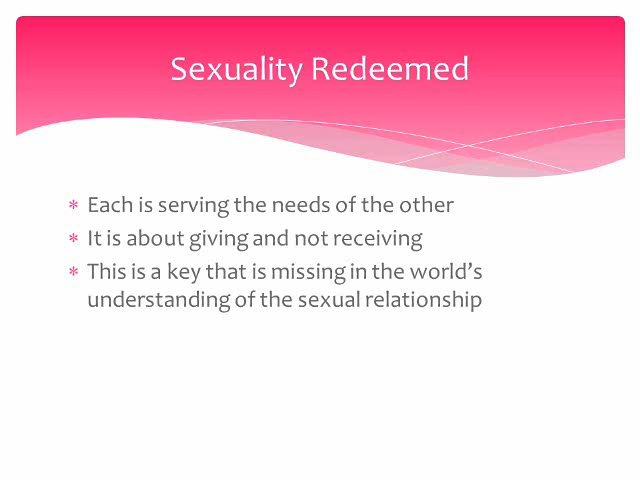 Sexuality Redeemed
* Each is serving the needs of the other
* It is about giving and not receiving
* This is a key that is missing in the world’s
understanding of the sexual relationship